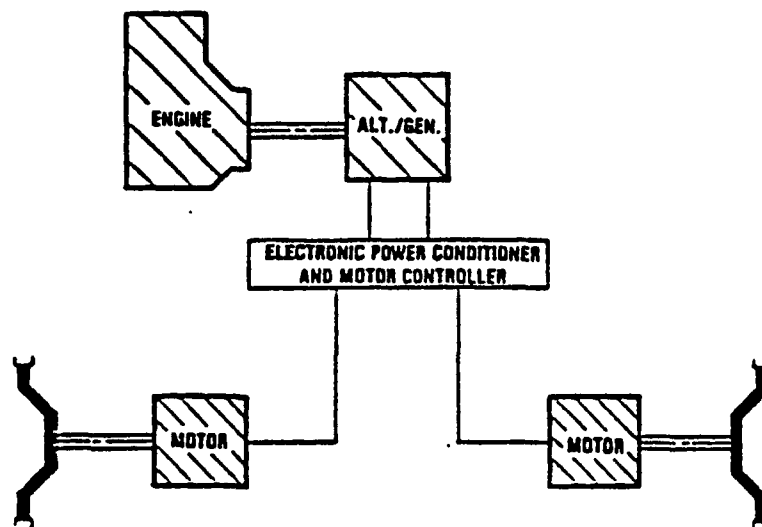 ENGINE
ALT./GEN.
ELECTRONIC POWER CONDITIONER
AND MOTOR CONTROLLER
MOTOR
MOTOR